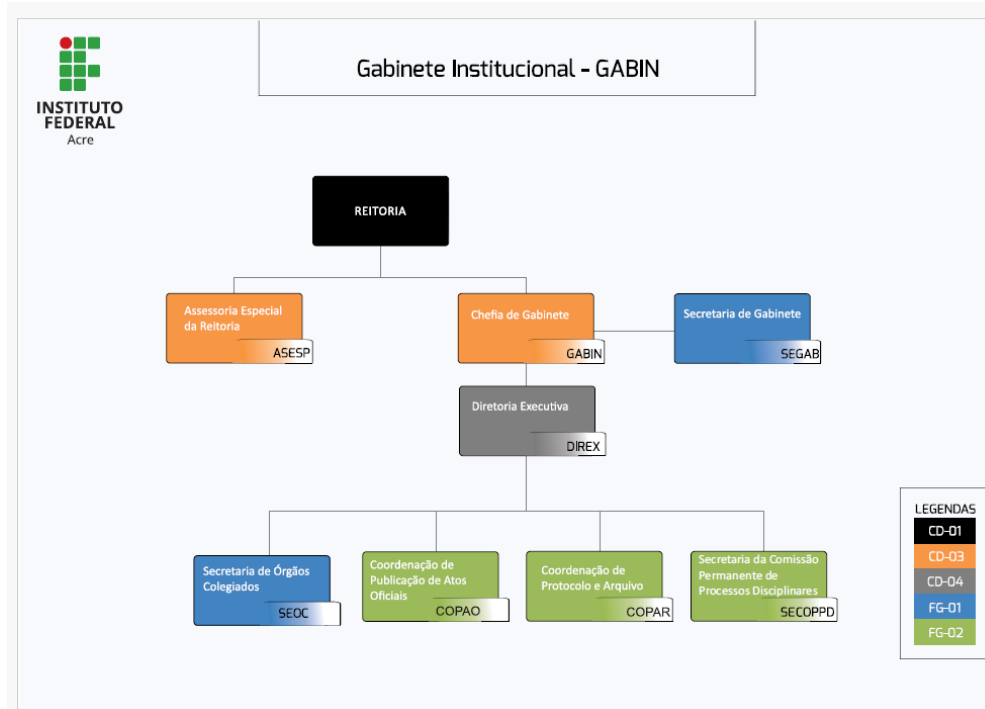 Gabinete Institucional - GABIN
INSTITUTO
FEDERAL
Acre
REITORIA
Assessoria Especial
da Reitoria
ASESP
Chefia de Gabinete
GABIN
Secretaria de Gabinete
SEGAB
Diretoria Executiva
DIREX
Secretaria de Órgãos
Colegiados
SEOC
Coordenação de
Publicação de Atos
Oficiais
COPAO
Coordenação de
Protocolo e Arquivo
COPAR
Secretaria da Comissão
Permanente de
Processos Disciplinares
SECOPPD
LEGENDAS
CD-01
CD-03
CD-04
FG-01
FG-02